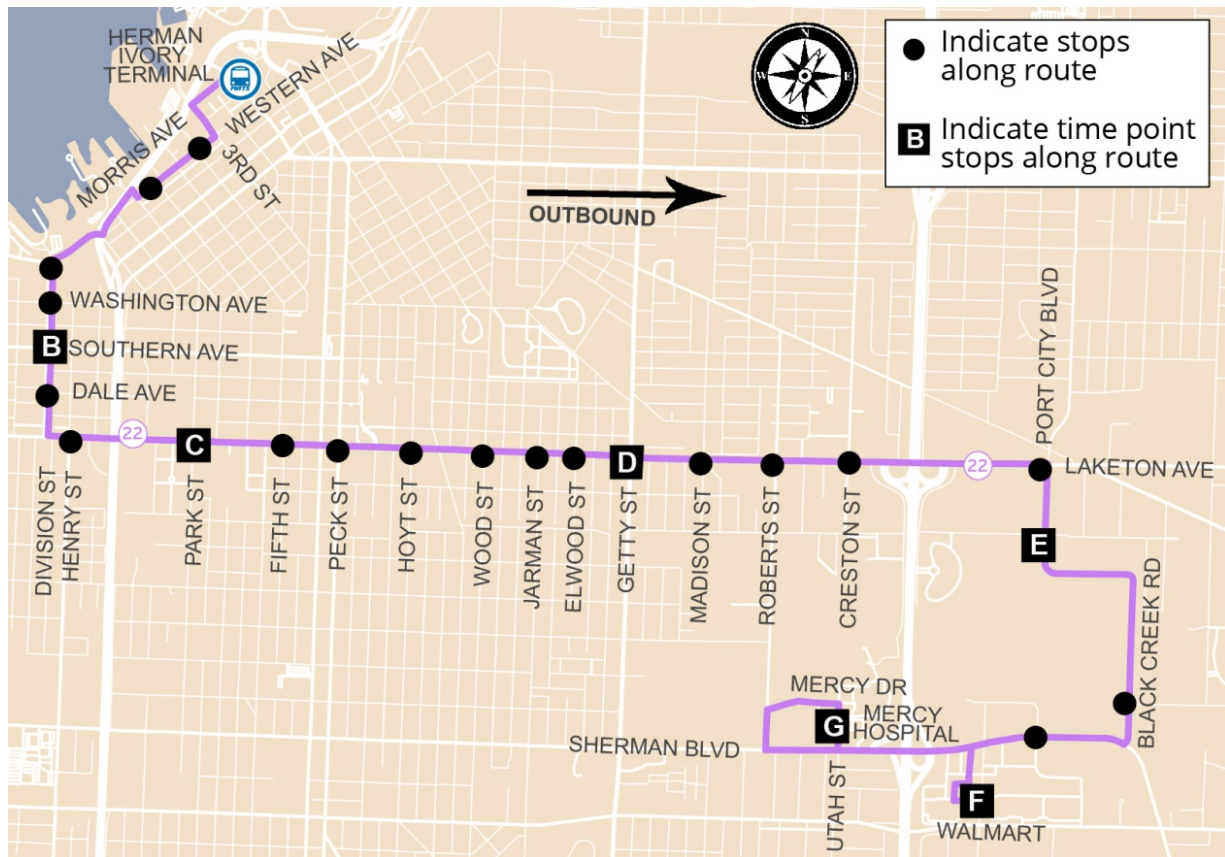 HERMAN
IVORY
TERMINAL
MATS
WESTERN AVE
MORRIS AVE
3RD ST
N
W
E
S
Indicate stops
along route
B
Indicate time point
stops along route
OUTBOUND
WASHINGTON AVE
B
SOUTHERN AVE
DALE AVE
22
C
D
22
PORT CITY BLVD
LAKETON AVE
DIVISION ST
HENRY ST
PARK ST
FIFTH ST
PECK ST
HOYT ST
WOOD ST
JARMAN ST
ELWOOD ST
GETTY ST
MADISON ST
ROBERTS ST
CRESTON ST
E
BLACK CREEK RD
MERCY DR
G
MERCY
HOSPITAL
SHERMAN BLVD
UTAH ST
F
WALMART